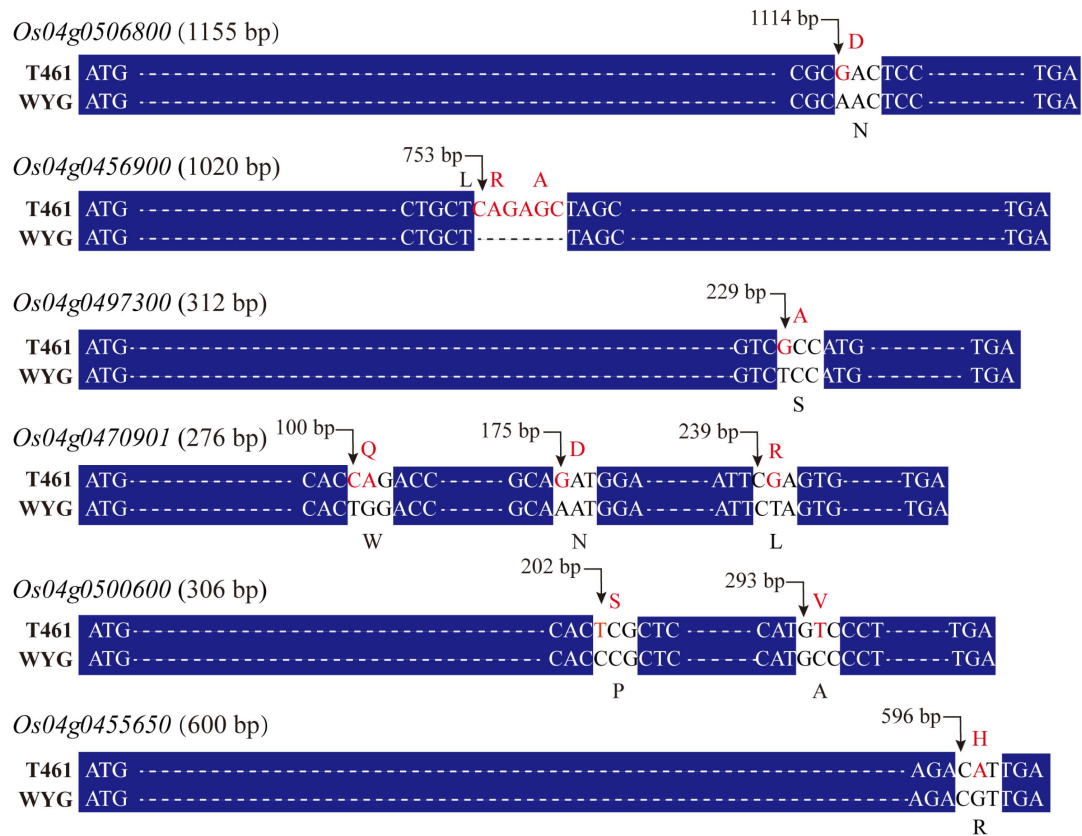 Os04g0506800 (1155 bp)
1114 bp D
T461 ATG ---------- CGCGACTCC ---------- TGA
WYG ATG ---------- CGCAACTCC ---------- TGA
N
Os04g0456900 (1020 bp)
753 bp
L R A
T461 ATG ---------- CTGCTCAGAGCTAGC ---------- TGA
WYG ATG ---------- CTGCT----------TAGC ---------- TGA
Os04g0497300 (312 bp)
229 bp A
T461 ATG ---------- GTCGCCATG ---------- TGA
WYG ATG ---------- GTCTCCATG ---------- TGA
S
Os04g0470901 (276 bp)
100 bp Q 175 bp D 239 bp R
T461 ATG ---------- CACCAGACC ------ GCAGATGGA ------ ATTCGAGTG ------ TGA
WYG ATG ---------- CACTGGACC ------ GCAAATGGA ------ ATTCTAGTG ------ TGA
W N L
Os04g0500600 (306 bp)
202 bp S 293 bp V
T461 ATG ---------- CACTCGCTC ------ CATGTCCCT ------ TGA
WYG ATG ---------- CACCCGCTC ------ CATGCCCCT ------ TGA
P A
Os04g0455650 (600 bp)
596 bp H
T461 ATG ---------- AGACATTGA
WYG ATG ---------- AGACGTTGA
R